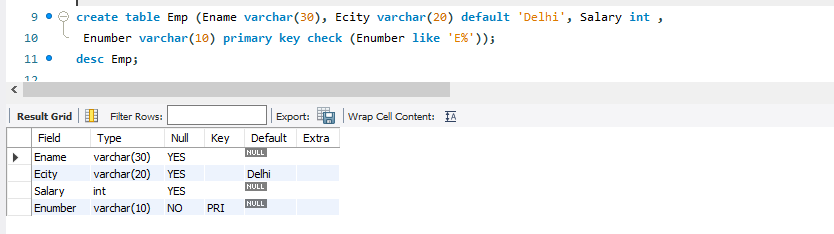 9 create table Emp (Ename varchar(30), Ecity varchar(20) default 'Delhi', Salary int ,
10 Enumber varchar(10) primary key check (Enumber like 'E%'));
11 desc Emp;
12
Result Grid Filter Rows: Export: Wrap Cell Content:
Field Type Null Key Default Extra
Ename varchar(30) YES NULL
Ecity varchar(20) YES Delhi
Salary int YES NULL
Enumber varchar(10) NO PRI NULL